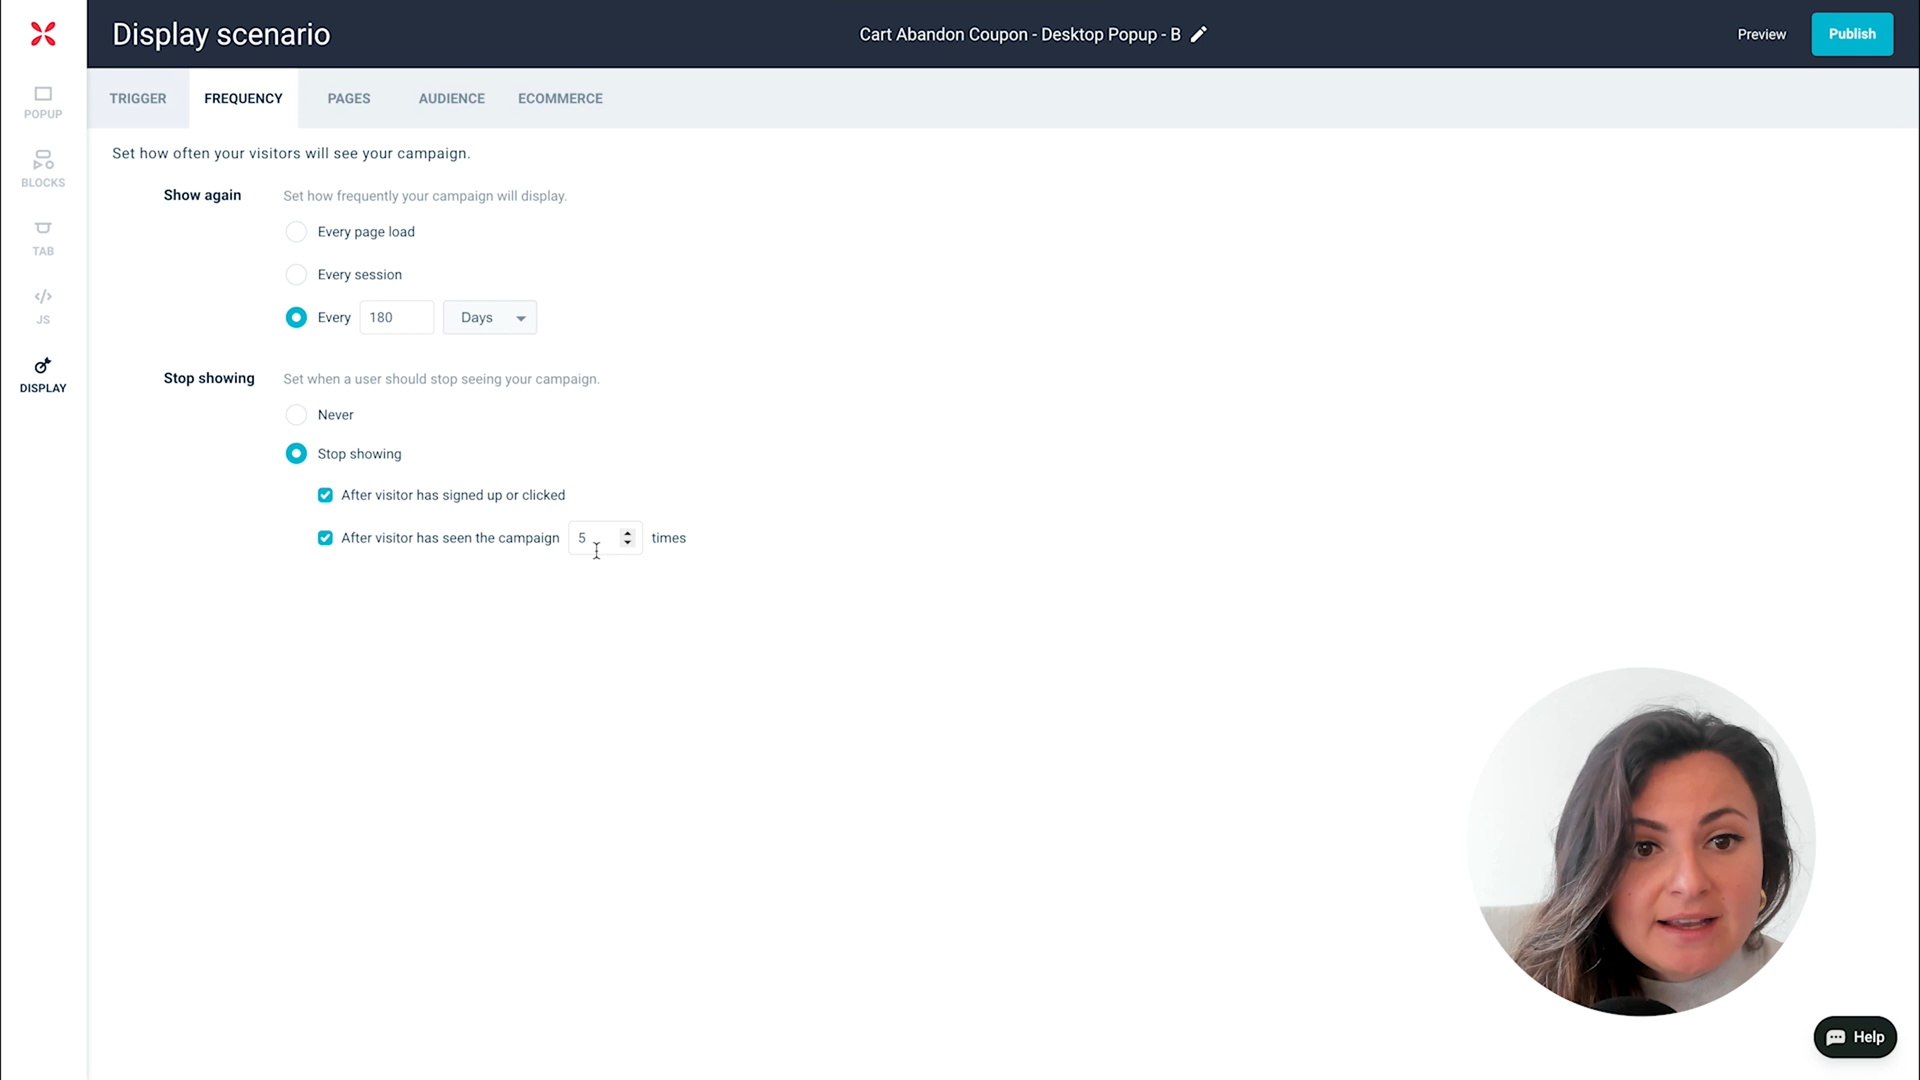 Display scenario
Cart Abandon Coupon - Desktop Popup - B
Preview
Publish
POPUP
BLOCKS
TAB
</>
JS
DISPLAY
TRIGGER
FREQUENCY
PAGES
AUDIENCE
ECOMMERCE
Set how often your visitors will see your campaign.
Show again
Set how frequently your campaign will display.
Every page load
Every session
Every 180 Days
Stop showing
Set when a user should stop seeing your campaign.
Never
Stop showing
After visitor has signed up or clicked
After visitor has seen the campaign 5 times
Help